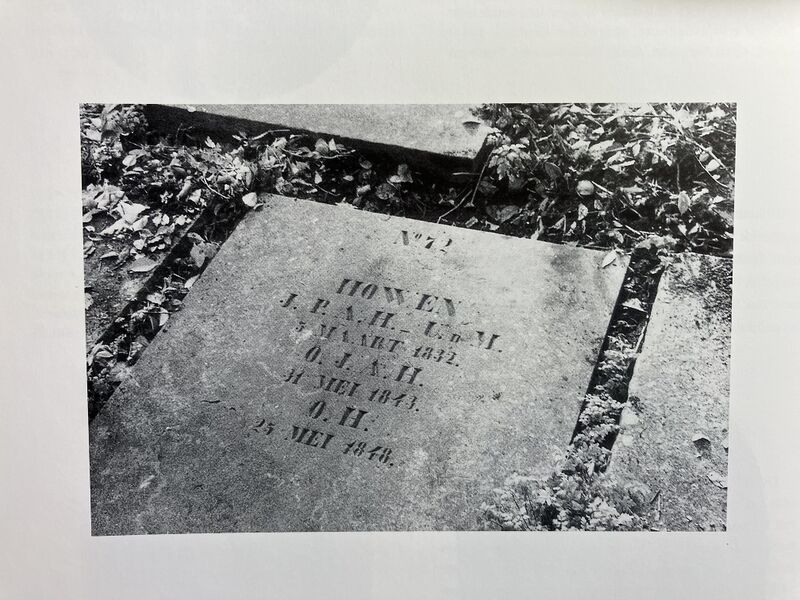 No 72
HOWEN
J. P. A. H. – U. n M.
3 MAART 1832.
O. J. A. H.
31 MEI 1843.
O. H.
25 MEI 1848.